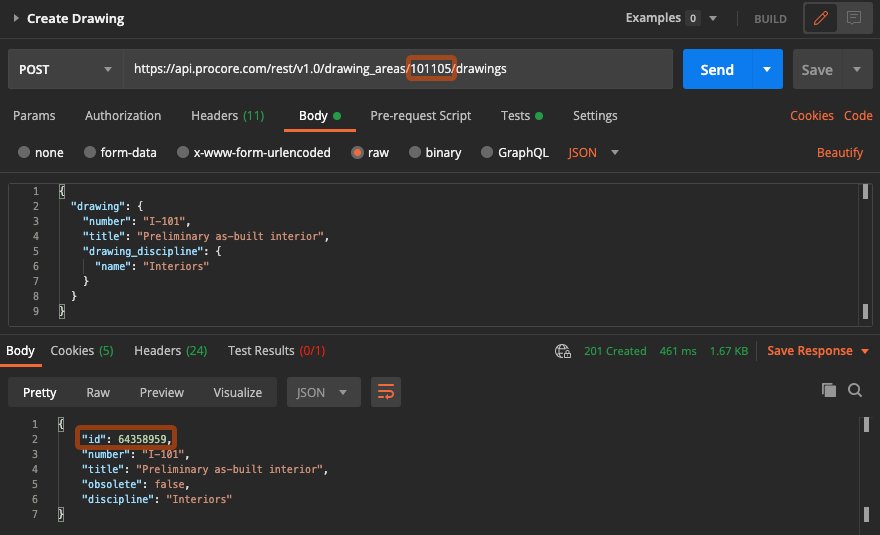 Create Drawing Examples 0 BUILD
POST https://api.procore.com/rest/v1.0/drawing_areas/101105/drawings Send Save
Params Authorization Headers (11) Body Pre-request Script Tests Settings Cookies Code
none form-data x-www-form-urlencoded raw binary GraphQL JSON Beautify
1 {
2 "drawing": {
3 "number": "I-101",
4 "title": "Preliminary as-built interior",
5 "drawing_discipline": {
6 "name": "Interiors"
7 }
8 }
9 }
Body Cookies (5) Headers (24) Test Results (0/1) 201 Created 461 ms 1.67 KB Save Response
Pretty Raw Preview Visualize JSON
1 {
2 "id": 64358959,
3 "number": "I-101",
4 "title": "Preliminary as-built interior",
5 "obsolete": false,
6 "discipline": "Interiors"
7 }